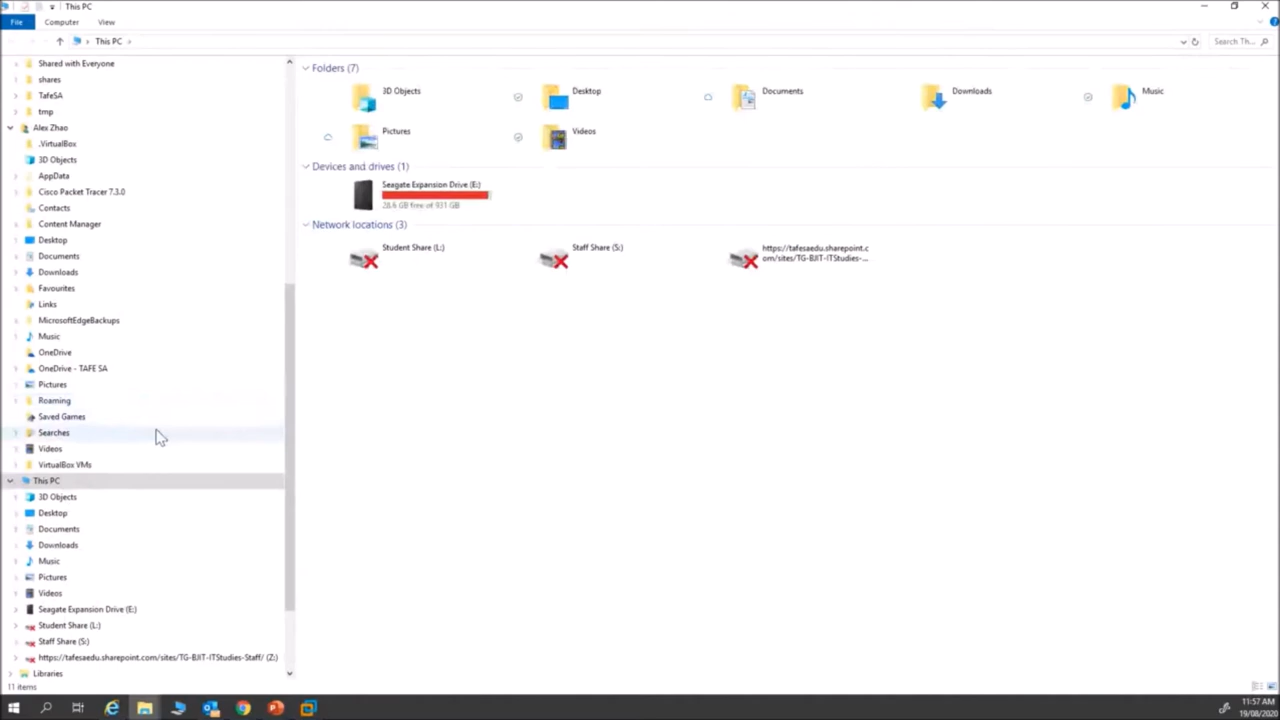 This PC
File
Computer
View
This PC
Search Th...
Shared with Everyone
shares
TafeSA
tmp
Alex Zhao
.VirtualBox
3D Objects
AppData
Cisco Packet Tracer 7.3.0
Contacts
Content Manager
Desktop
Documents
Downloads
Favourites
Links
MicrosoftEdgeBackups
Music
OneDrive
OneDrive - TAFE SA
Pictures
Roaming
Saved Games
Searches
Videos
VirtualBox VMs
This PC
3D Objects
Desktop
Documents
Downloads
Music
Pictures
Videos
Seagate Expansion Drive (E:)
Student Share (L:)
Staff Share (S:)
https://tafesaedu.sharepoint.com/sites/TG-BJIT-ITStudies-Staff/ (Z:)
Libraries
11 items
Folders (7)
3D Objects
Desktop
Documents
Downloads
Music
Pictures
Videos
Devices and drives (1)
Seagate Expansion Drive (E:)
28.6 GB free of 931 GB
Network locations (3)
Student Share (L:)
Staff Share (S:)
https://tafesaedu.sharepoint.c
om/sites/TG-BJIT-ITStudies-...
11:57 AM
19/08/2020